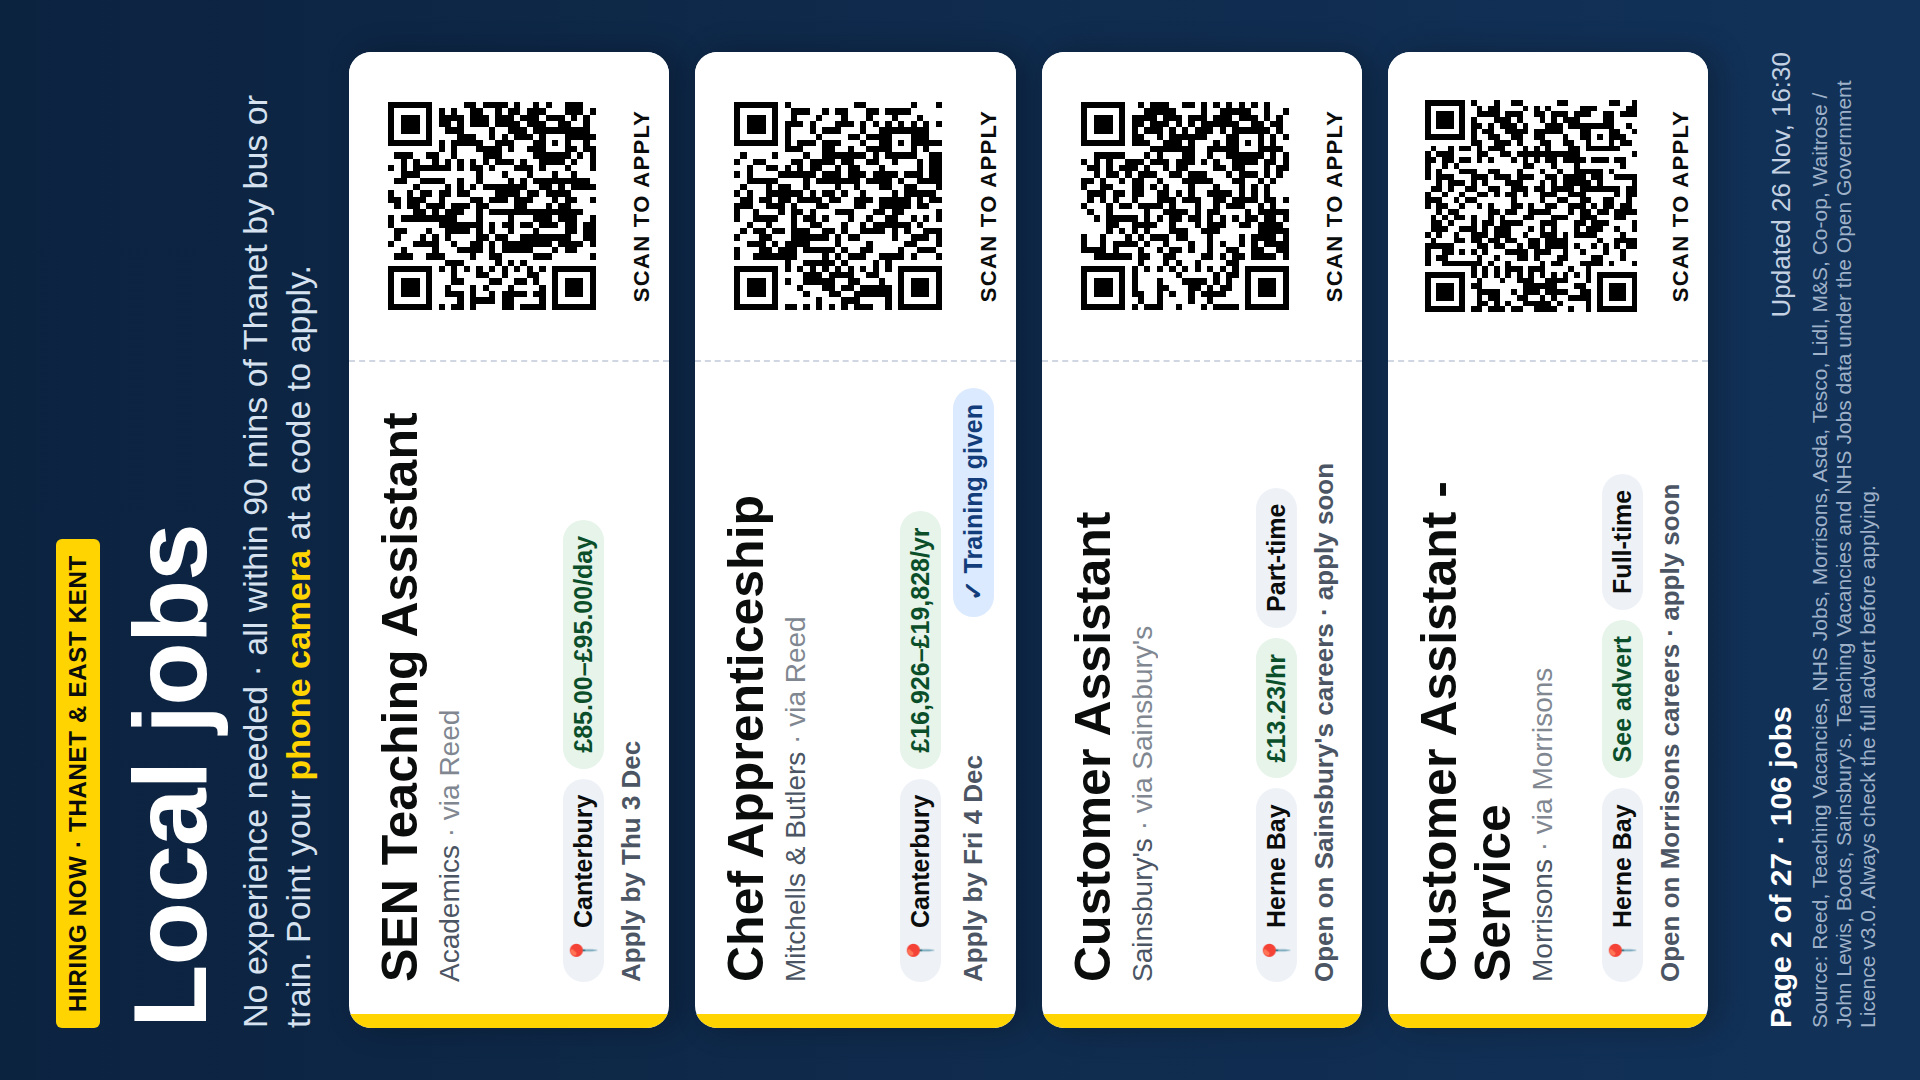 HIRING NOW · THANET & EAST KENT
Local jobs
No experience needed · all within 90 mins of Thanet by bus or
train. Point your phone camera at a code to apply.
SEN Teaching Assistant
Academics · via Reed
📍 Canterbury £85.00–£95.00/day
Apply by Thu 3 Dec
SCAN TO APPLY
Chef Apprenticeship
Mitchells & Butlers · via Reed
📍 Canterbury £16,926–£19,828/yr
Apply by Fri 4 Dec ✓ Training given
SCAN TO APPLY
Customer Assistant
Sainsbury's · via Sainsbury's
📍 Herne Bay £13.23/hr Part-time
Open on Sainsbury's careers · apply soon
SCAN TO APPLY
Customer Assistant -
Service
Morrisons · via Morrisons
📍 Herne Bay See advert Full-time
Open on Morrisons careers · apply soon
SCAN TO APPLY
Page 2 of 27 · 106 jobs Updated 26 Nov, 16:30
Source: Reed, Teaching Vacancies, NHS Jobs, Morrisons, Asda, Tesco, Lidl, M&S, Co-op, Waitrose /
John Lewis, Boots, Sainsbury's. Teaching Vacancies and NHS Jobs data under the Open Government
Licence v3.0. Always check the full advert before applying.